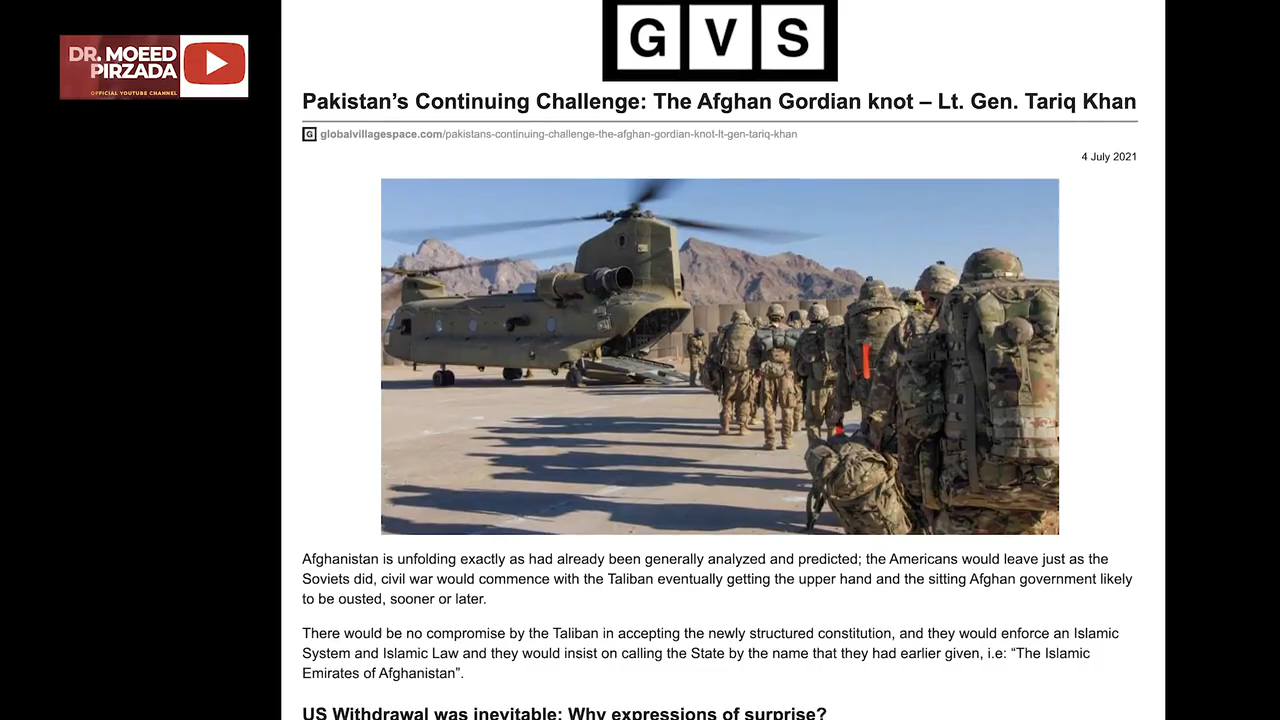 DR. MOEED
PIRZADA
OFFICIAL YOUTUBE CHANNEL
G V S
Pakistan’s Continuing Challenge: The Afghan Gordian knot – Lt. Gen. Tariq Khan
G globalvillagespace.com/pakistans-continuing-challenge-the-afghan-gordian-knot-lt-gen-tariq-khan
4 July 2021
Afghanistan is unfolding exactly as had already been generally analyzed and predicted; the Americans would leave just as the
Soviets did, civil war would commence with the Taliban eventually getting the upper hand and the sitting Afghan government likely
to be ousted, sooner or later.
There would be no compromise by the Taliban in accepting the newly structured constitution, and they would enforce an Islamic
System and Islamic Law and they would insist on calling the State by the name that they had earlier given, i.e: “The Islamic
Emirates of Afghanistan”.
US Withdrawal was inevitable: Why expressions of surprise?